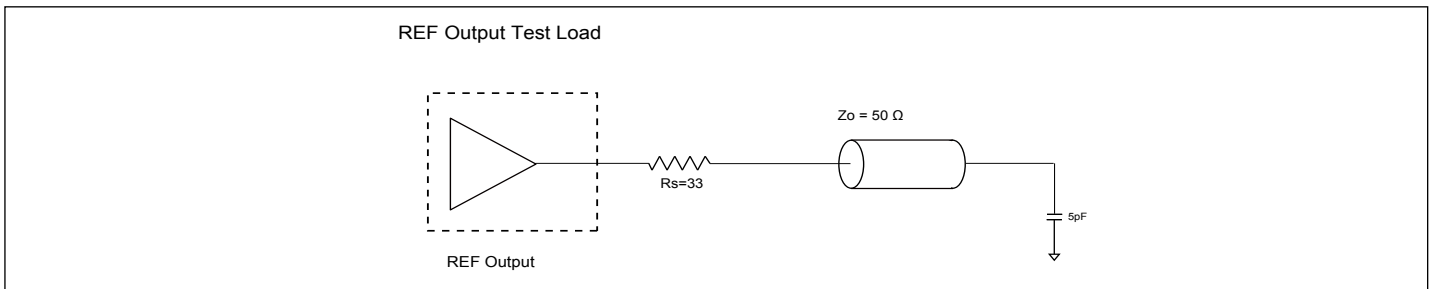 REF Output Test Load
Zo = 50 Ω
Rs=33
5pF
REF Output